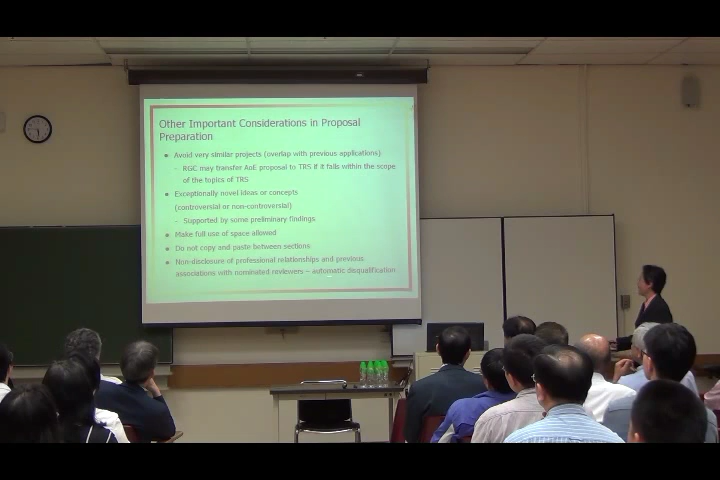 Other Important Considerations in Proposal
Preparation
Avoid very similar projects (overlap with previous applications)
– RGC may transfer AoE proposal to TRS if it falls within the scope
of the topics of TRS
Exceptionally novel ideas or concepts
(controversial or non-controversial)
– Supported by some preliminary findings
Make full use of space allowed
Do not copy and paste between sections
Non-disclosure of professional relationships and previous
associations with nominated reviewers – automatic disqualification